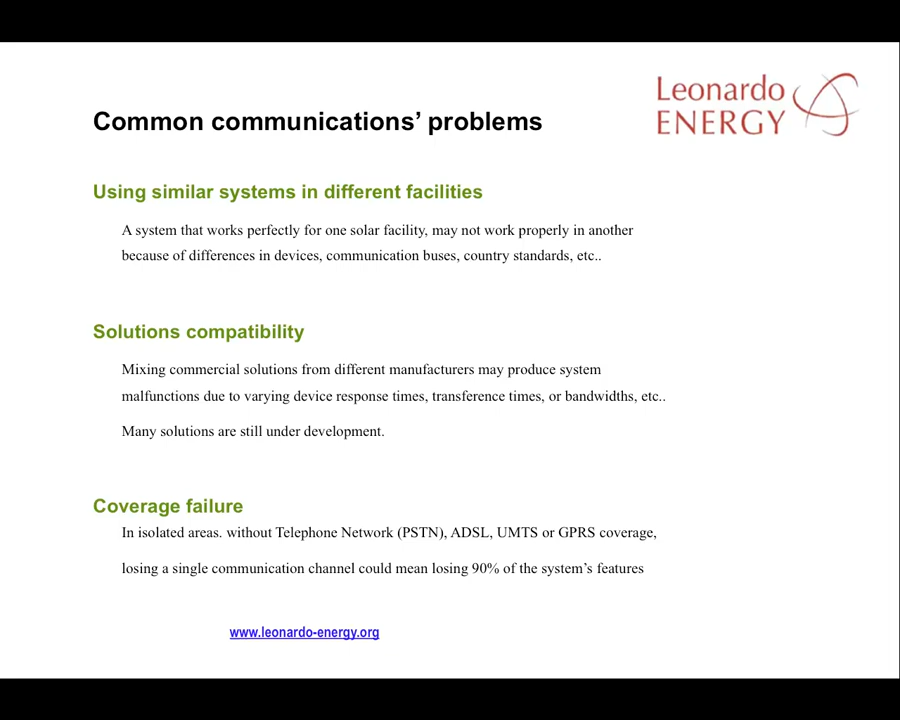 Leonardo
ENERGY
Common communications’ problems
Using similar systems in different facilities
A system that works perfectly for one solar facility, may not work properly in another
because of differences in devices, communication buses, country standards, etc..
Solutions compatibility
Mixing commercial solutions from different manufacturers may produce system
malfunctions due to varying device response times, transference times, or bandwidths, etc..
Many solutions are still under development.
Coverage failure
In isolated areas. without Telephone Network (PSTN), ADSL, UMTS or GPRS coverage,
losing a single communication channel could mean losing 90% of the system’s features
www.leonardo-energy.org